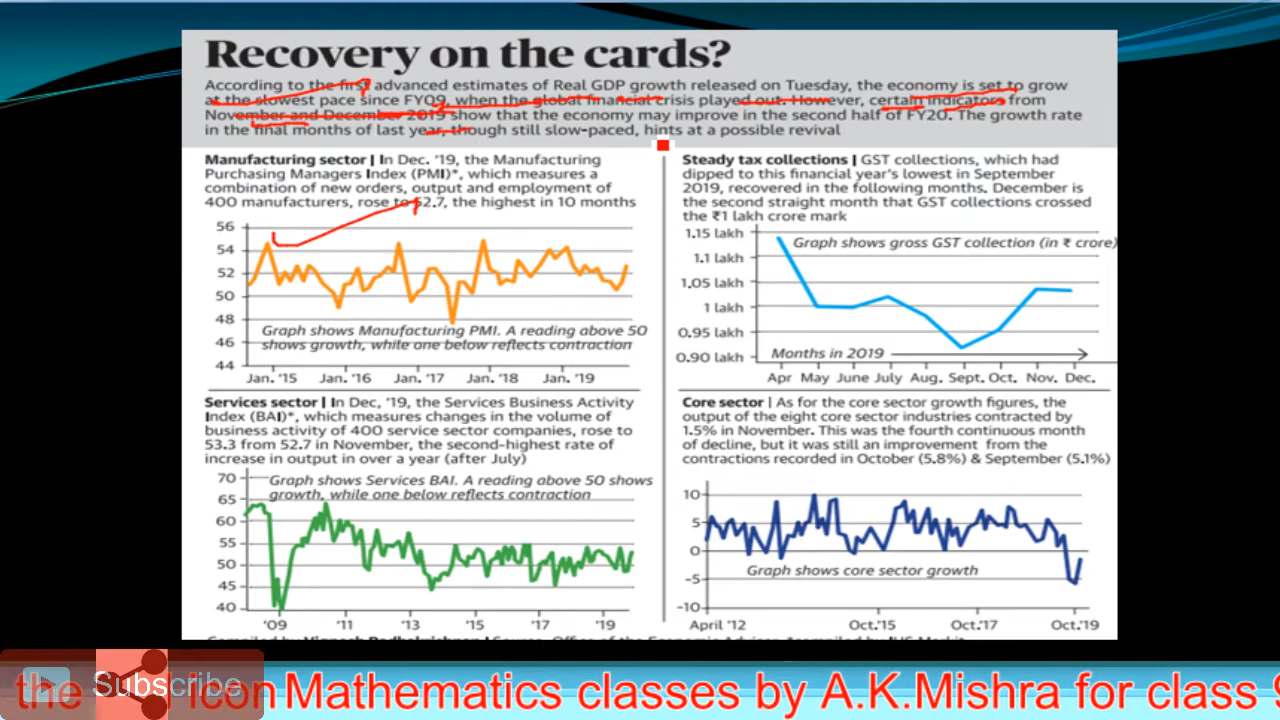 Recovery on the cards?
According to the first advanced estimates of Real GDP growth released on Tuesday, the economy is set to grow
at the slowest pace since FY09, when the global financial crisis played out. However, certain indicators from
November and December 2019 show that the economy may improve in the second half of FY20. The growth rate
in the final months of last year, though still slow-paced, hints at a possible revival
Manufacturing sector | In Dec. '19, the Manufacturing
Purchasing Managers Index (PMI)*, which measures a
combination of new orders, output and employment of
400 manufacturers, rose to 52.7, the highest in 10 months
56
54
52
50
48
46
44
Graph shows Manufacturing PMI. A reading above 50
shows growth, while one below reflects contraction
Jan. '15 Jan. '16 Jan. '17 Jan. '18 Jan. '19
Steady tax collections | GST collections, which had
dipped to this financial year's lowest in September
2019, recovered in the following months. December is
the second straight month that GST collections crossed
the ₹1 lakh crore mark
1.15 lakh
Graph shows gross GST collection (in ₹ crore)
1.1 lakh
1.05 lakh
1 lakh
0.95 lakh
0.90 lakh
Months in 2019
Apr May June July Aug. Sept. Oct. Nov. Dec.
Services sector | In Dec, '19, the Services Business Activity
Index (BAI)*, which measures changes in the volume of
business activity of 400 service sector companies, rose to
53.3 from 52.7 in November, the second-highest rate of
increase in output in over a year (after July)
70
65
60
55
50
45
40
Graph shows Services BAI. A reading above 50 shows
growth, while one below reflects contraction
'09 '11 '13 '15 '17 '19
Core sector | As for the core sector growth figures, the
output of the eight core sector industries contracted by
1.5% in November. This was the fourth continuous month
of decline, but it was still an improvement from the
contractions recorded in October (5.8%) & September (5.1%)
10
5
0
-5
-10
Graph shows core sector growth
April '12 Oct.'15 Oct.'17 Oct.'19
Subscribe
the icon Mathematics classes by A.K.Mishra for class